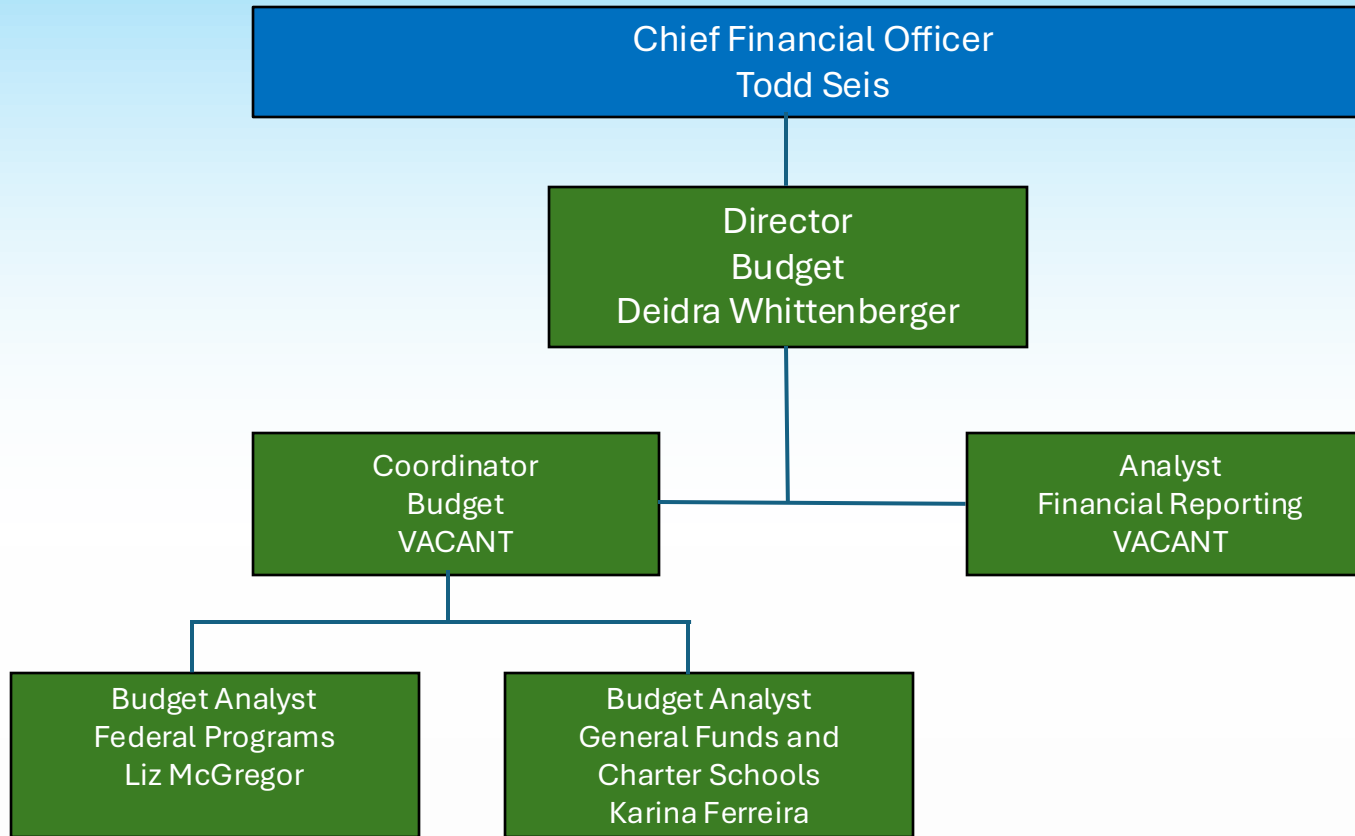 Chief Financial Officer
Todd Seis
Director
Budget
Deidra Whittenberger
Coordinator
Budget
VACANT
Analyst
Financial Reporting
VACANT
Budget Analyst
Federal Programs
Liz McGregor
Budget Analyst
General Funds and
Charter Schools
Karina Ferreira